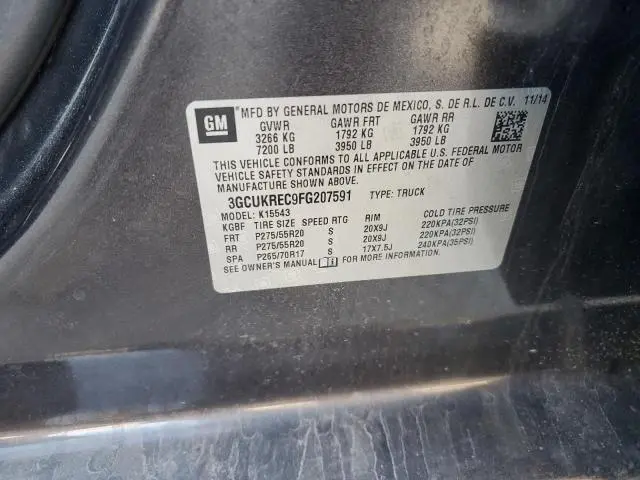 GM
MFD BY GENERAL MOTORS DE MEXICO, S. DE R.L. DE C.V. 11/14
GVWR GAWR FRT GAWR RR
3266 KG 1792 KG 1792 KG
7200 LB 3950 LB 3950 LB
THIS VEHICLE CONFORMS TO ALL APPLICABLE U.S. FEDERAL MOTOR
VEHICLE SAFETY STANDARDS IN EFFECT ON THE DATE OF
MANUFACTURE SHOWN ABOVE.
3GCUKREC9FG207591 TYPE: TRUCK
MODEL: K15543
KGBF TIRE SIZE SPEED RTG RIM COLD TIRE PRESSURE
FRT P275/55R20 S 20X9J 220KPA(32PSI)
RR P275/55R20 S 20X9J 220KPA(32PSI)
SPA P265/70R17 S 17X7.5J 240KPA(35PSI)
SEE OWNER'S MANUAL FOR MORE INFORMATION.